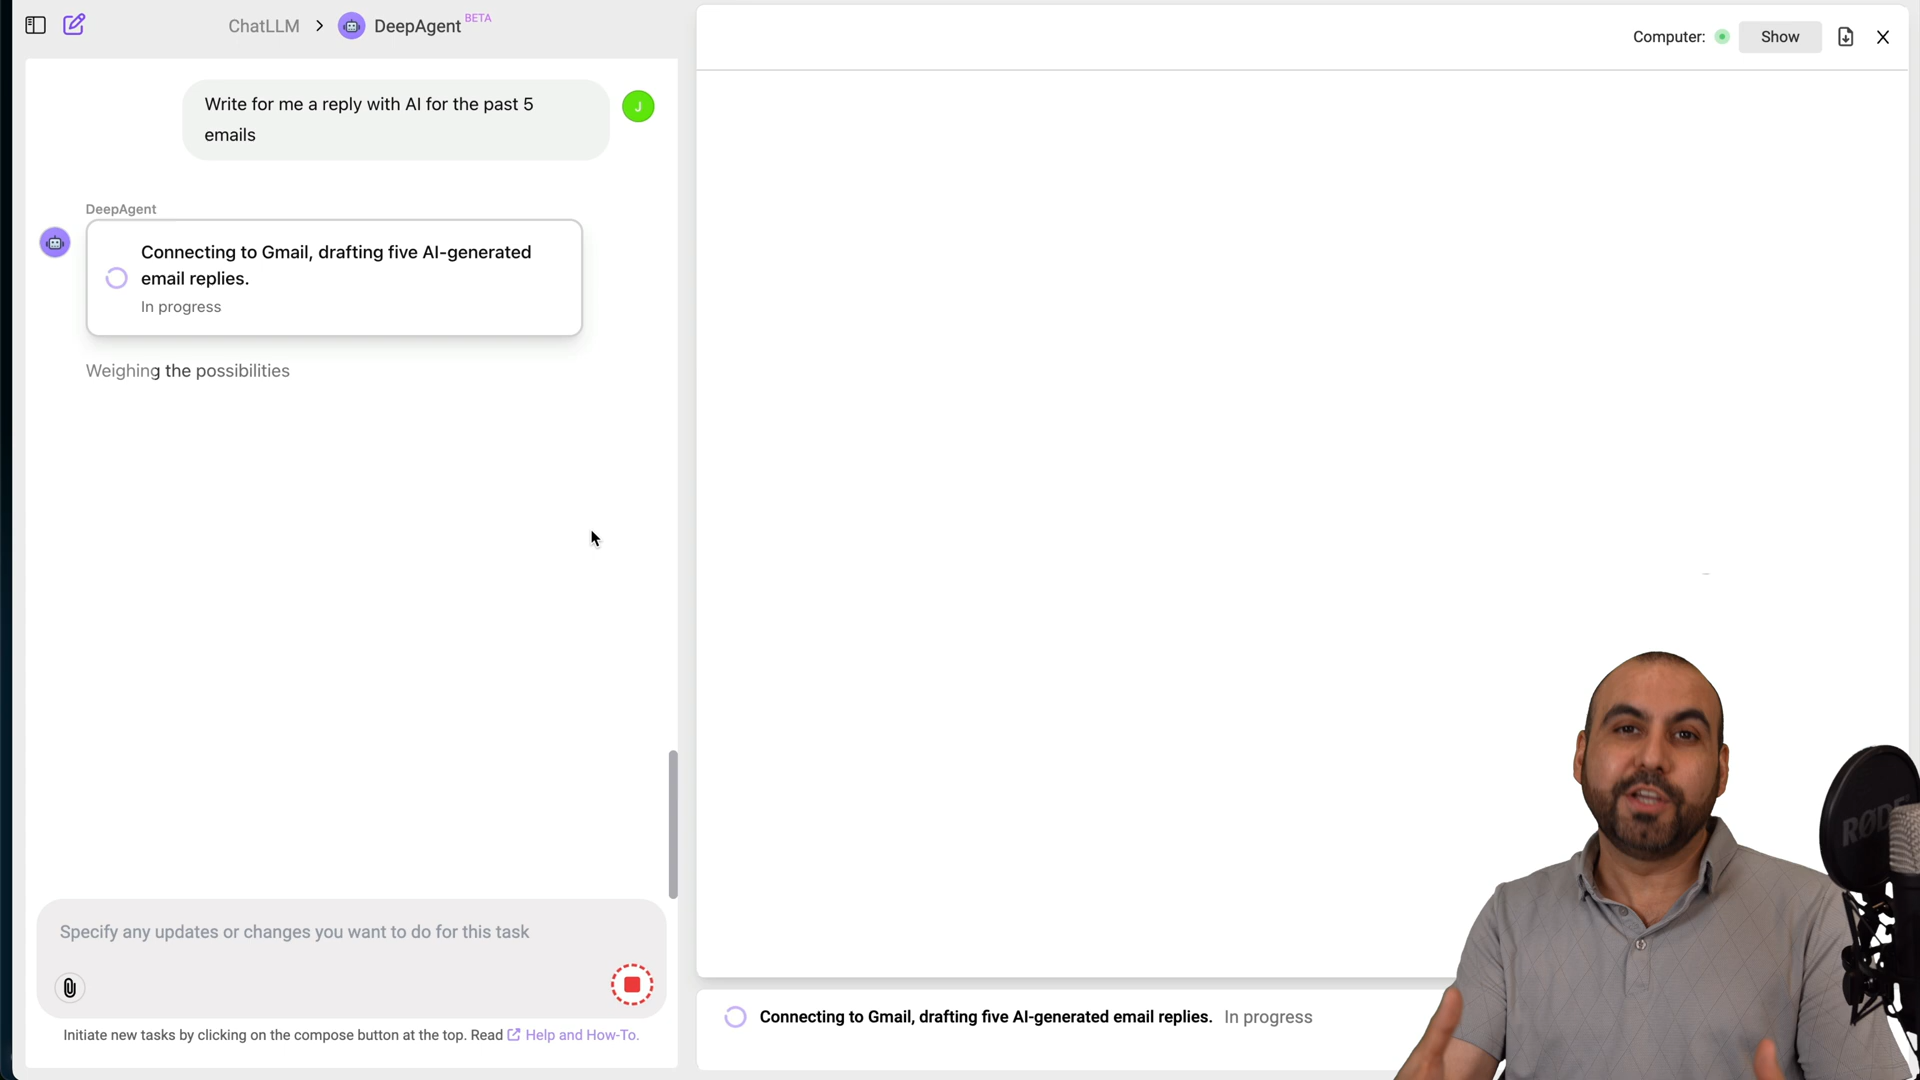 ChatLLM > DeepAgent BETA
Computer: Show
Write for me a reply with AI for the past 5
emails
J
DeepAgent
Connecting to Gmail, drafting five AI-generated
email replies.
In progress
Weighing the possibilities
Specify any updates or changes you want to do for this task
Initiate new tasks by clicking on the compose button at the top. Read Help and How-To.
Connecting to Gmail, drafting five AI-generated email replies. In progress
RØDE